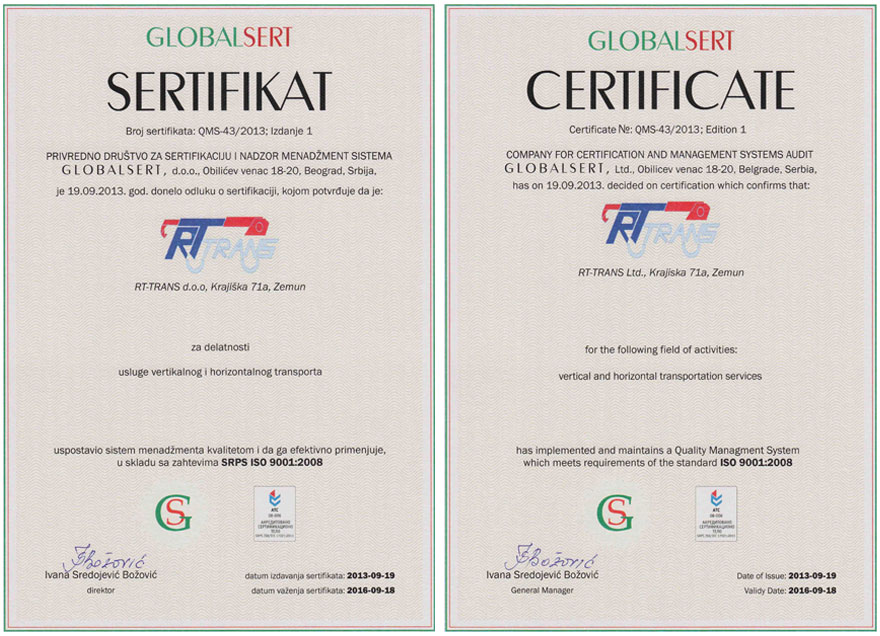 GLOBALSERT
SERTIFIKAT
Broj sertifikata: QMS-43/2013; Izdanje 1
PRIVREDNO DRUŠTVO ZA SERTIFIKACIJU I NADZOR MENADŽMENT SISTEMA
GLOBALSERT, d.o.o., Obilićev venac 18-20, Beograd, Srbija,
je 19.09.2013. god. donelo odluku o sertifikaciji, kojom potvrđuje da je:
RT TRANS
RT-TRANS d.o.o, Krajiška 71a, Zemun
za delatnosti
usluge vertikalnog i horizontalnog transporta
uspostavio sistem menadžmenta kvalitetom i da ga efektivno primenjuje,
u skladu sa zahtevima SRPS ISO 9001:2008
GS
ATC
АКРЕДИТОВАНО
СЕРТИФИКАЦИОНО
ТЕЛО
Ivana Sredojević Božović
direktor
datum izdavanja sertifikata: 2013-09-19
datum važenja sertifikata: 2016-09-18
GLOBALSERT
CERTIFICATE
Certificate №: QMS-43/2013; Edition 1
COMPANY FOR CERTIFICATION AND MANAGEMENT SYSTEMS AUDIT
GLOBALSERT, Ltd., Obilicev venac 18-20, Belgrade, Serbia,
has on 19.09.2013. decided on certification which confirms that:
RT TRANS
RT-TRANS Ltd., Krajiska 71a, Zemun
for the following field of activities:
vertical and horizontal transportation services
has implemented and maintains a Quality Managment System
which meets requirements of the standard ISO 9001:2008
GS
ATC
АКРЕДИТОВАНО
СЕРТИФИКАЦИОНО
ТЕЛО
Ivana Sredojević Božović
General Manager
Date of Issue: 2013-09-19
Validy Date: 2016-09-18